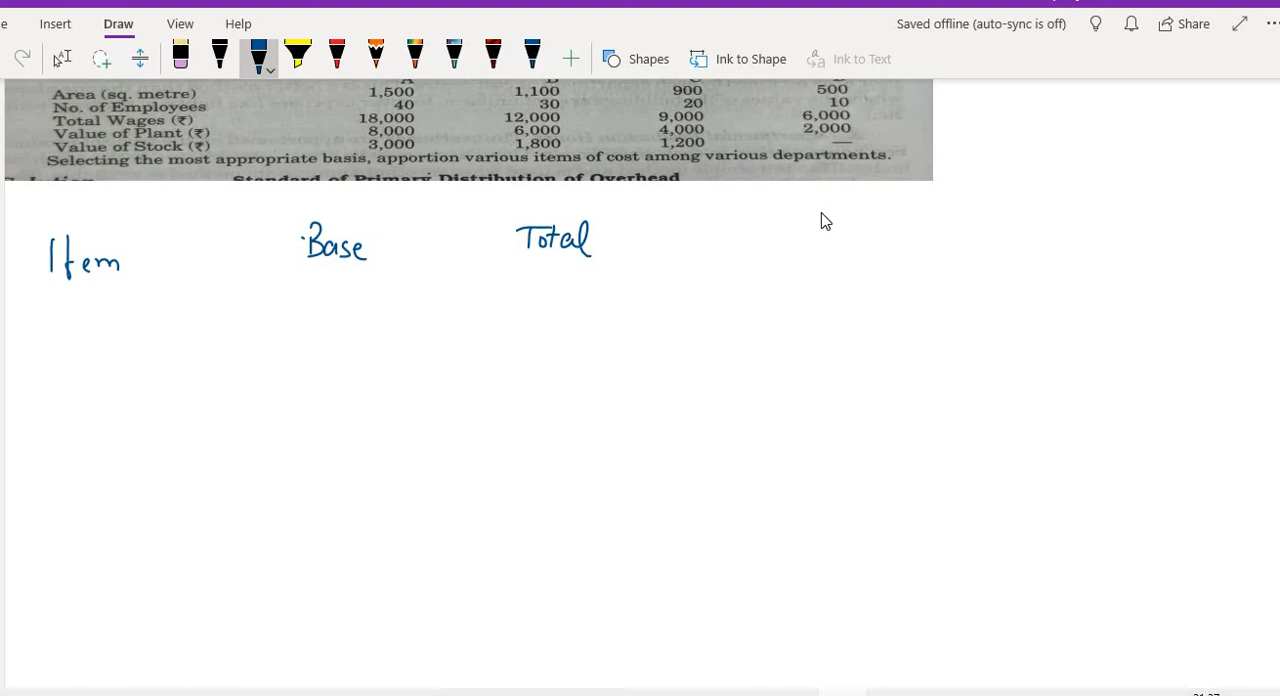 Insert Draw View Help Saved offline (auto-sync is off) Share
Shapes Ink to Shape Ink to Text
Area (sq. metre) 1,500 1,100 900 500
No. of Employees 40 30 20 10
Total Wages (₹) 18,000 12,000 9,000 6,000
Value of Plant (₹) 8,000 6,000 4,000 2,000
Value of Stock (₹) 3,000 1,800 1,200 —
Selecting the most appropriate basis, apportion various items of cost among various departments.
Standard of Primary Distribution of Overhead
Item Base Total